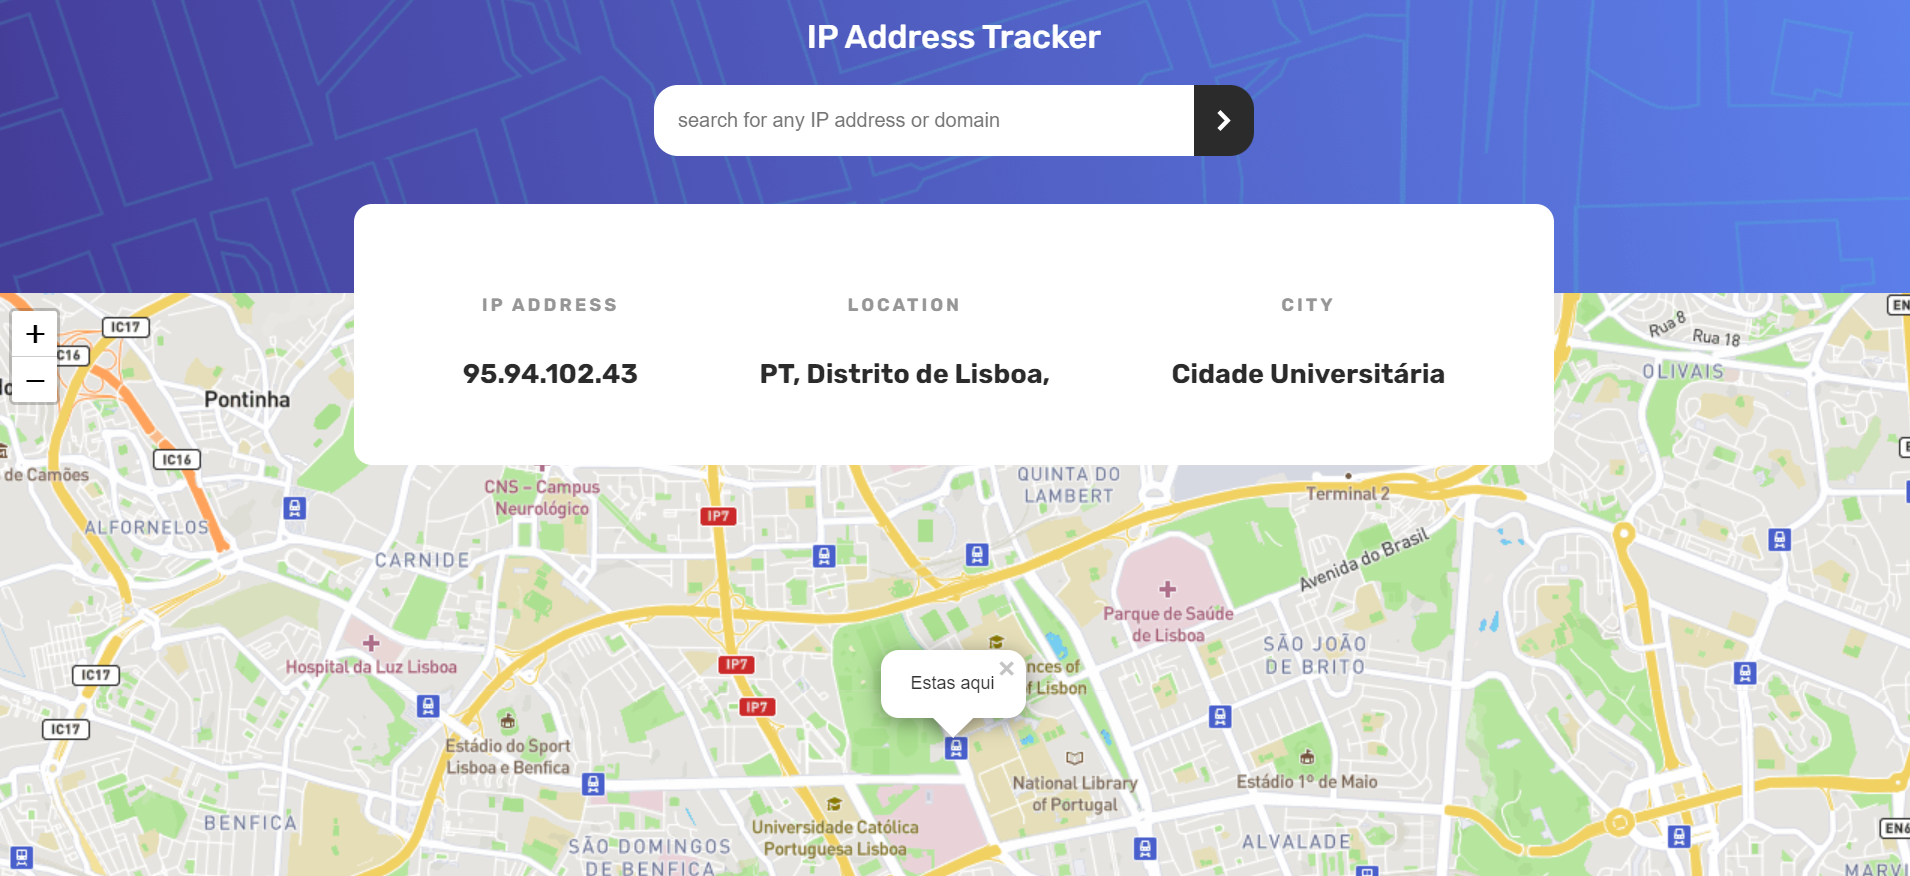 IP Address Tracker
search for any IP address or domain
IP ADDRESS
LOCATION
CITY
95.94.102.43
PT, Distrito de Lisboa,
Cidade Universitária
+
−
IC17
C16
Pontinha
IC16
de Camões
ALFORNELOS
CARNIDE
CNS – Campus
Neurológico
IP7
QUINTA DO
LAMBERT
Terminal 2
Rua 8
Rua 18
EN
OLIVAIS
Avenida do Brasil
Parque de Saúde
de Lisboa
SÃO JOÃO
DE BRITO
Hospital da Luz Lisboa
IC17
IC17
IP7
IP7
Estas aqui
×
nces of
of Lisbon
Estádio do Sport
Lisboa e Benfica
National Library
of Portugal
Estádio 1º de Maio
BENFICA
Universidade Católica
Portuguesa Lisboa
SÃO DOMINGOS
DE BENFICA
ALVALADE
EN6
MARVI